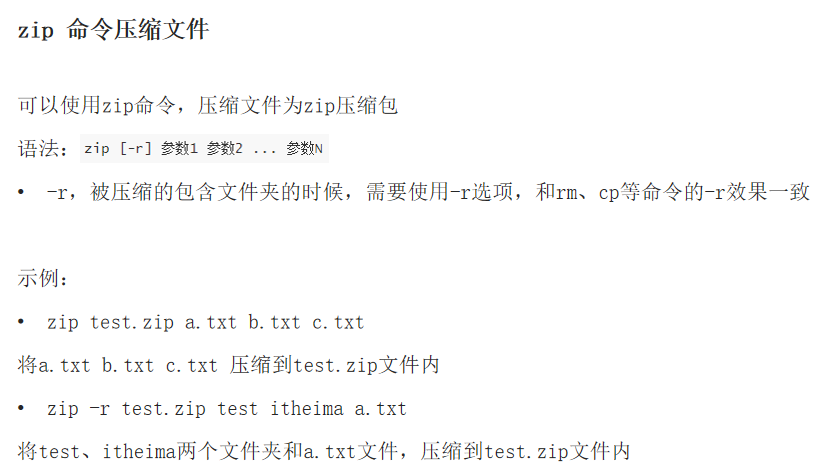 zip 命令压缩文件
可以使用zip命令，压缩文件为zip压缩包
语法：zip [-r] 参数1 参数2 ... 参数N
• -r，被压缩的包含文件夹的时候，需要使用-r选项，和rm、cp等命令的-r效果一致
示例：
• zip test.zip a.txt b.txt c.txt
将a.txt b.txt c.txt 压缩到test.zip文件内
• zip -r test.zip test itheima a.txt
将test、itheima两个文件夹和a.txt文件，压缩到test.zip文件内